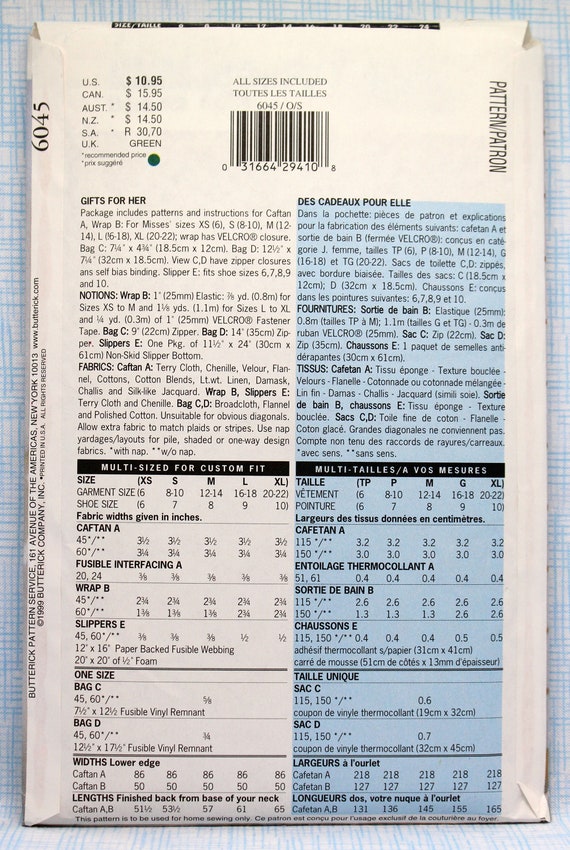 SIZE/TAILLE
6045
U.S. $ 10.95
CAN. $ 15.95
AUST. * $ 14.50
N.Z. * $ 14.50
S.A. * R 30,70
U.K. GREEN
*recommended price
*prix suggéré
ALL SIZES INCLUDED
TOUTES LES TAILLES
6045 / O/S
0 31664 29410 8
PATTERN/PATRON
GIFTS FOR HER
Package includes patterns and instructions for Caftan
A, Wrap B: For Misses' sizes XS (6), S (8-10), M (12-
14), L (16-18), XL (20-22); wrap has VELCRO® closure.
Bag C: 7¼" x 4¾" (18.5cm x 12cm). Bag D: 12½" x
7¼" (32cm x 18.5cm). View C,D have zipper closures
ans self bias binding. Slipper E: fits shoe sizes 6,7,8,9
and 10.
NOTIONS: Wrap B: 1" (25mm) Elastic: ⅞ yd. (0.8m) for
Sizes XS to M and 1⅛ yds. (1.1m) for Sizes L to XL
and ¼ yd. (0.3m) of 1" (25mm) VELCRO® Fastener
Tape. Bag C: 9" (22cm) Zipper. Bag D: 14" (35cm) Zip-
per. Slippers E: One Pkg. of 11½" x 24" (30cm x
61cm) Non-Skid Slipper Bottom.
FABRICS: Caftan A: Terry Cloth, Chenille, Velour, Flan-
nel, Cottons, Cotton Blends, Lt.wt. Linen, Damask,
Challis and Silk-like Jacquard. Wrap B, Slippers E:
Terry Cloth and Chenille. Bag C,D: Broadcloth, Flannel
and Polished Cotton. Unsuitable for obvious diagonals.
Allow extra fabric to match plaids or stripes. Use nap
yardages/layouts for pile, shaded or one-way design
fabrics. *with nap. **w/o nap.
MULTI-SIZED FOR CUSTOM FIT
SIZE (XS S M L XL)
GARMENT SIZE (6 8-10 12-14 16-18 20-22)
SHOE SIZE (6 7 8 9 10)
Fabric widths given in inches.
CAFTAN A
45*/** 3½ 3½ 3½ 3½ 3½
60*/** 3¼ 3¼ 3¼ 3¼ 3¼
FUSIBLE INTERFACING A
20, 24 ⅜ ⅜ ⅜ ⅜ ⅜
WRAP B
45*/** 2¾ 2¾ 2¾ 2¾ 2¾
60*/** 1⅜ 1⅜ 1⅜ 2¾ 2¾
SLIPPERS E
45, 60*/** ⅜ ⅜ ⅜ ½ ½
12" x 16" Paper Backed Fusible Webbing
20" x 20" of ½" Foam
ONE SIZE
BAG C
45, 60*/** ⅝
7½" x 12½ Fusible Vinyl Remnant
BAG D
45, 60*/** ¾
12½" x 17½" Fusible Vinyl Remnant
WIDTHS Lower edge
Caftan A 86 86 86 86 86
Caftan B 50 50 50 50 50
LENGTHS Finished back from base of your neck
Caftan A,B 51½ 53½ 57 61 65
DES CADEAUX POUR ELLE
Dans la pochette: pièces de patron et explications
pour la fabrication des éléments suivants: cafetan A et
sortie de bain B (fermée VELCRO®): conçus en caté-
gorie J. femme, tailles TP (6), P (8-10), M (12-14), G
(16-18) et TG (20-22). Sacs de toilette C,D: zippés,
avec bordure biaisée. Tailles des sacs: C (18.5cm x
12cm); D (32cm x 18.5cm). Chaussons E: conçus
dans les pointures suivantes: 6,7,8,9 et 10.
FOURNITURES: Sortie de bain B: Elastique (25mm):
0.8m (tailles TP à M); 1.1m (tailles G et TG) - 0.3m de
ruban VELCRO® (25mm). Sac C: Zip (22cm). Sac D:
Zip (35cm). Chaussons E: 1 paquet de semelles anti-
dérapantes (30cm x 61cm).
TISSUS: Cafetan A: Tissu éponge - Texture bouclée -
Velours - Flanelle - Cotonnade ou cotonnade mélangée-
Lin fin - Damas - Challis - Jacquard (simili soie). Sortie
de bain B, chaussons E: Tissu éponge - Texture
bouclée. Sacs C,D: Toile fine de coton - Flanelle -
Coton glacé. Grandes diagonales ne conviennent pas.
Compte non tenu des raccords de rayures/carreaux.
*avec sens. **sans sens.
MULTI-TAILLES/A VOS MESURES
TAILLE (TP P M G XL)
VÊTEMENT (6 8-10 12-14 16-18 20-22)
POINTURE (6 7 8 9 10)
Largeurs des tissus données en centimètres.
CAFETAN A
115 */** 3.2 3.2 3.2 3.2 3.2
150 */** 3.0 3.0 3.0 3.0 3.0
ENTOILAGE THERMOCOLLANT A
51, 61 0.4 0.4 0.4 0.4 0.4
SORTIE DE BAIN B
115 */** 2.6 2.6 2.6 2.6 2.6
150 */** 1.3 1.3 1.3 2.6 2.6
CHAUSSONS E
115, 150 */** 0.4 0.4 0.4 0.5 0.5
adhésif thermocollant s/papier (31cm x 41cm)
carré de mousse (51cm de côtés x 13mm d'épaisseur)
TAILLE UNIQUE
SAC C
115, 150 */** 0.6
coupon de vinyle thermocollant (19cm x 32cm)
SAC D
115, 150 */** 0.7
coupon de vinyle thermocollant (32cm x 45cm)
LARGEURS à l'ourlet
Cafetan A 218 218 218 218 218
Cafetan B 127 127 127 127 127
LONGUEURS dos, votre nuque à l'ourlet
Cafetan A,B 131 136 145 155 165
This pattern is to be used for home sewing only. Ce patron est conçu pour l'usage exclusif de la couturière au foyer.
BUTTERICK PATTERN SERVICE, 161 AVENUE OF THE AMERICAS, NEW YORK, NEW YORK 10013 www.butterick.com
©1999 BUTTERICK COMPANY, INC. • PRINTED IN U.S.A. ALL RIGHTS RESERVED